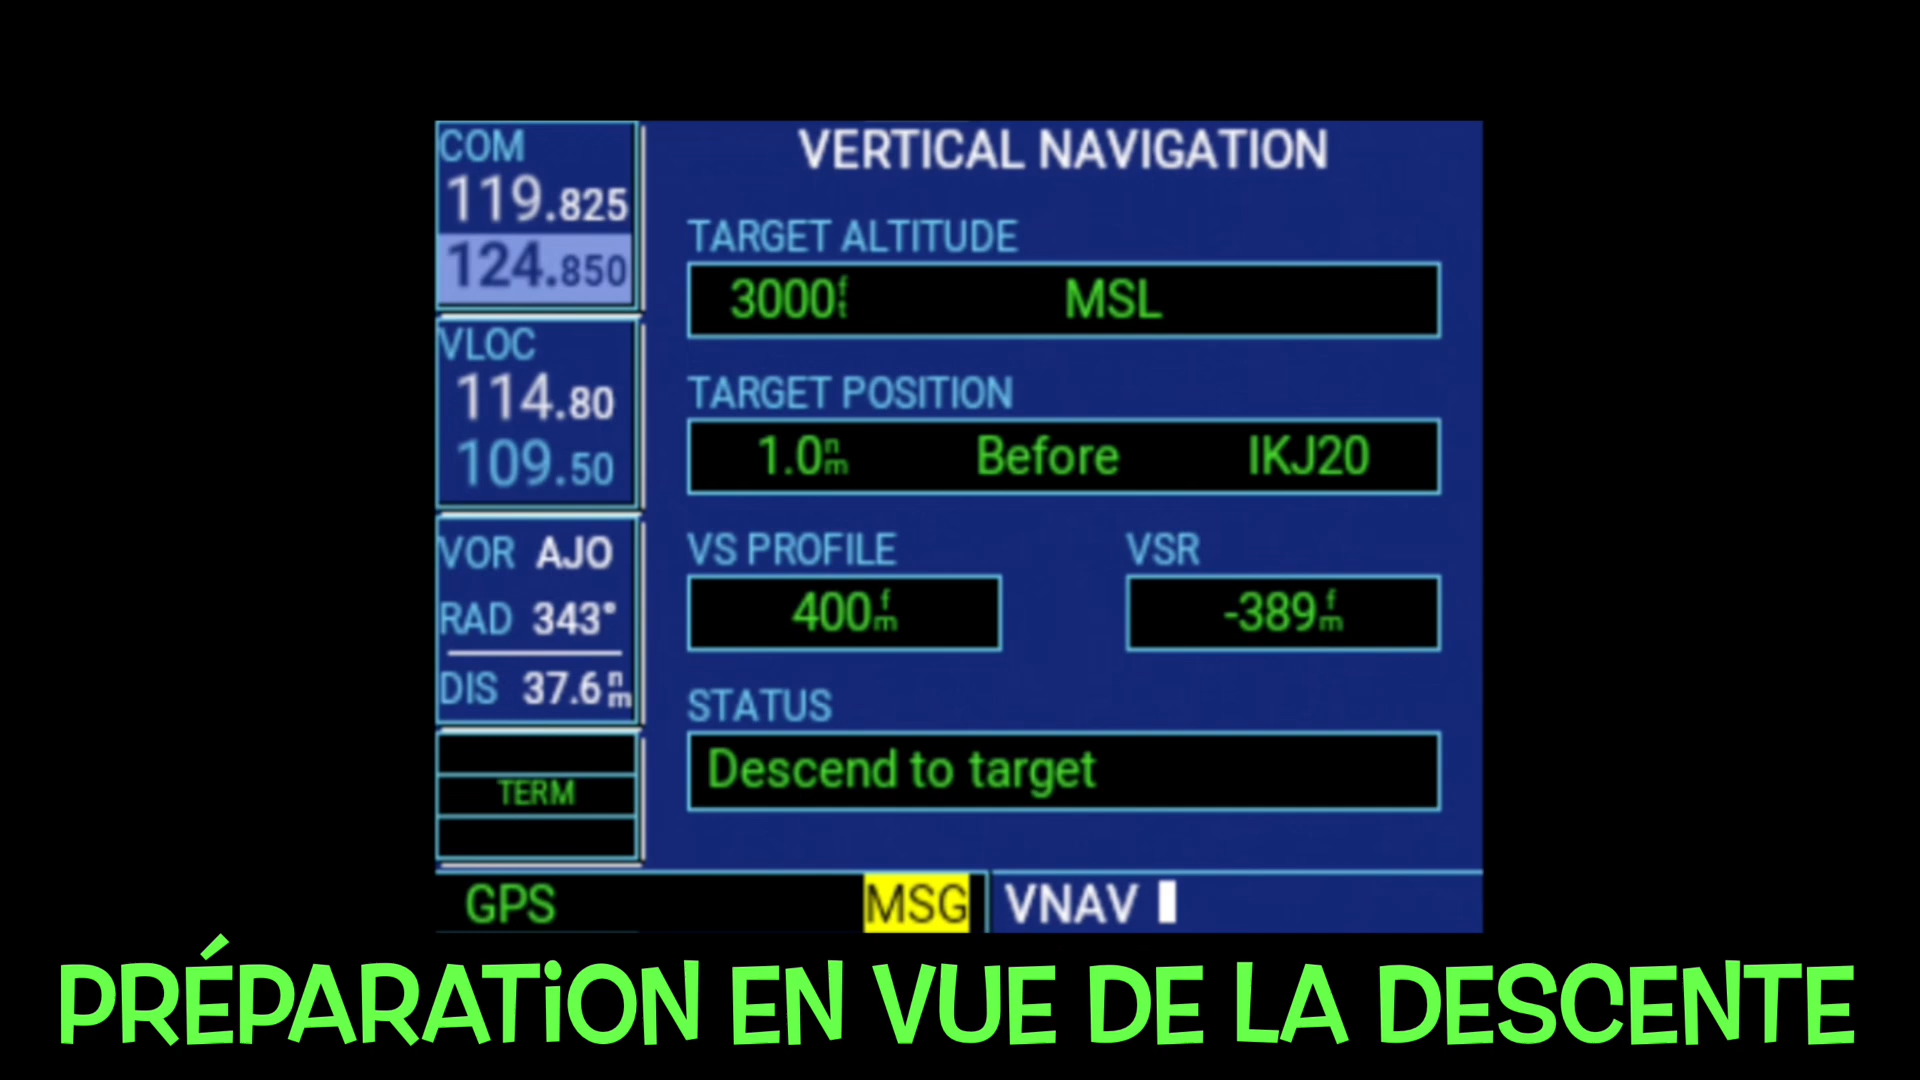 COM
119.825
124.850
VLOC
114.80
109.50
VOR AJO
RAD 343°
DIS 37.6nm
TERM
VERTICAL NAVIGATION
TARGET ALTITUDE
3000ft MSL
TARGET POSITION
1.0nm Before IKJ20
VS PROFILE VSR
400fm -389fm
STATUS
Descend to target
GPS MSG VNAV
PRÉPARATiON EN VUE DE LA DESCENTE